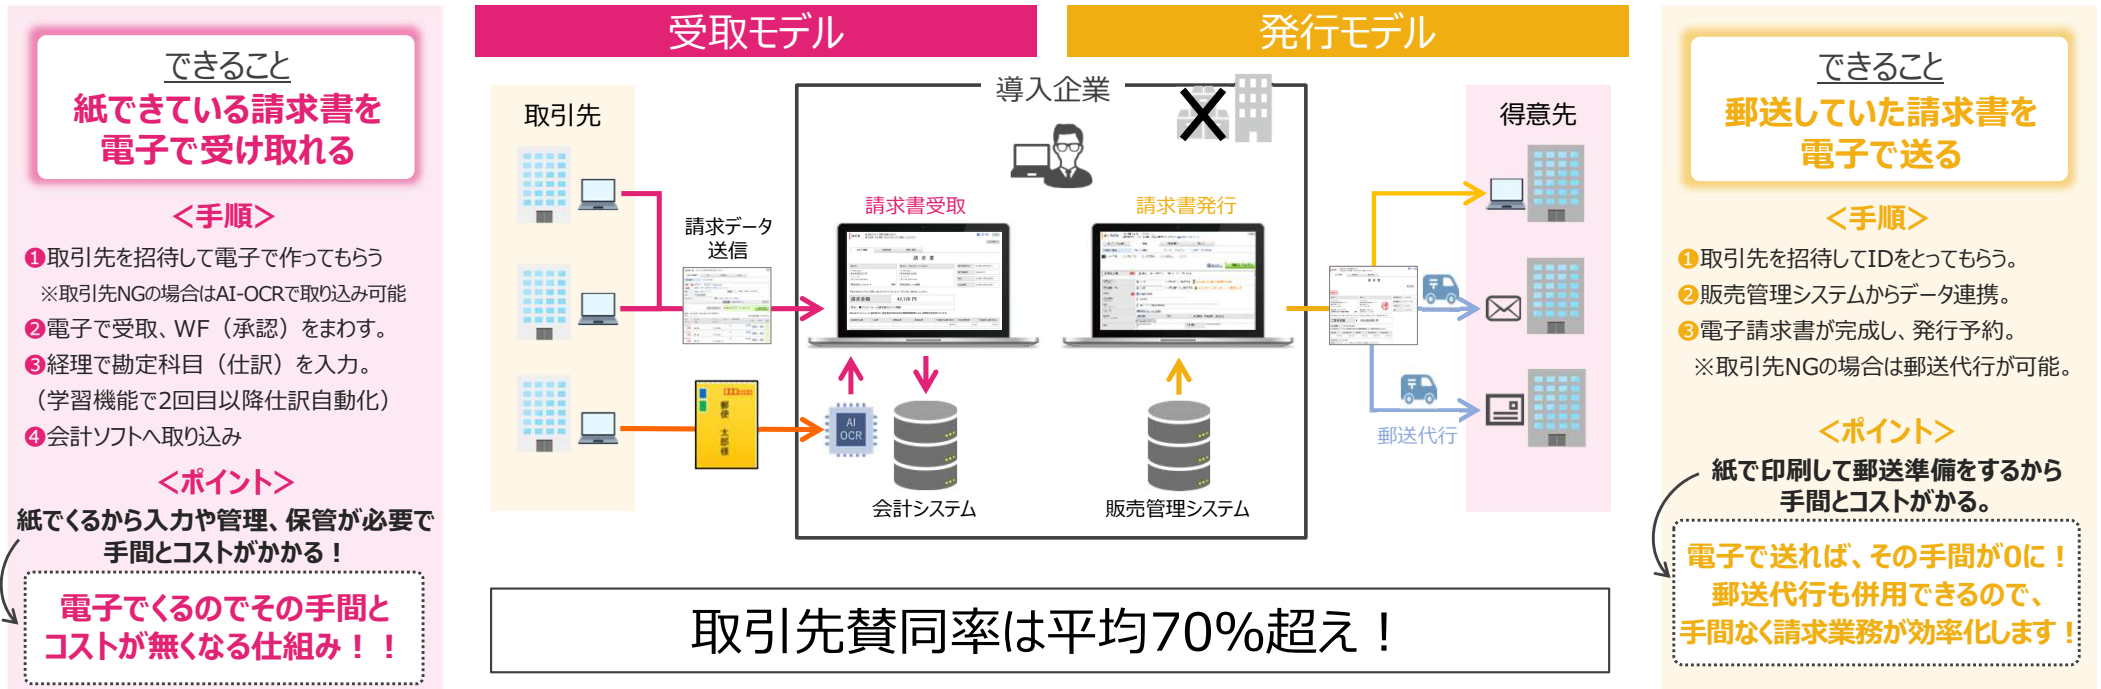 できること
紙できている請求書を
電子で受け取れる
＜手順＞
❶取引先を招待して電子で作ってもらう
※取引先NGの場合はAI-OCRで取り込み可能
❷電子で受取、WF（承認）をまわす。
❸経理で勘定科目（仕訳）を入力。
（学習機能で2回目以降仕訳自動化）
❹会計ソフトへ取り込み
＜ポイント＞
紙でくるから入力や管理、保管が必要で
手間とコストがかかる！
電子でくるのでその手間と
コストが無くなる仕組み！！
受取モデル
発行モデル
導入企業
取引先
得意先
請求データ
送信
請求書受取
請求書発行
請求書
請求金額 42,120 円
郵便 太郎様
AI
OCR
会計システム
販売管理システム
郵送代行
取引先賛同率は平均70%超え！
できること
郵送していた請求書を
電子で送る
＜手順＞
❶取引先を招待してIDをとってもらう。
❷販売管理システムからデータ連携。
❸電子請求書が完成し、発行予約。
※取引先NGの場合は郵送代行が可能。
＜ポイント＞
紙で印刷して郵送準備をするから
手間とコストがかる。
電子で送れば、その手間が0に！
郵送代行も併用できるので、
手間なく請求業務が効率化します！